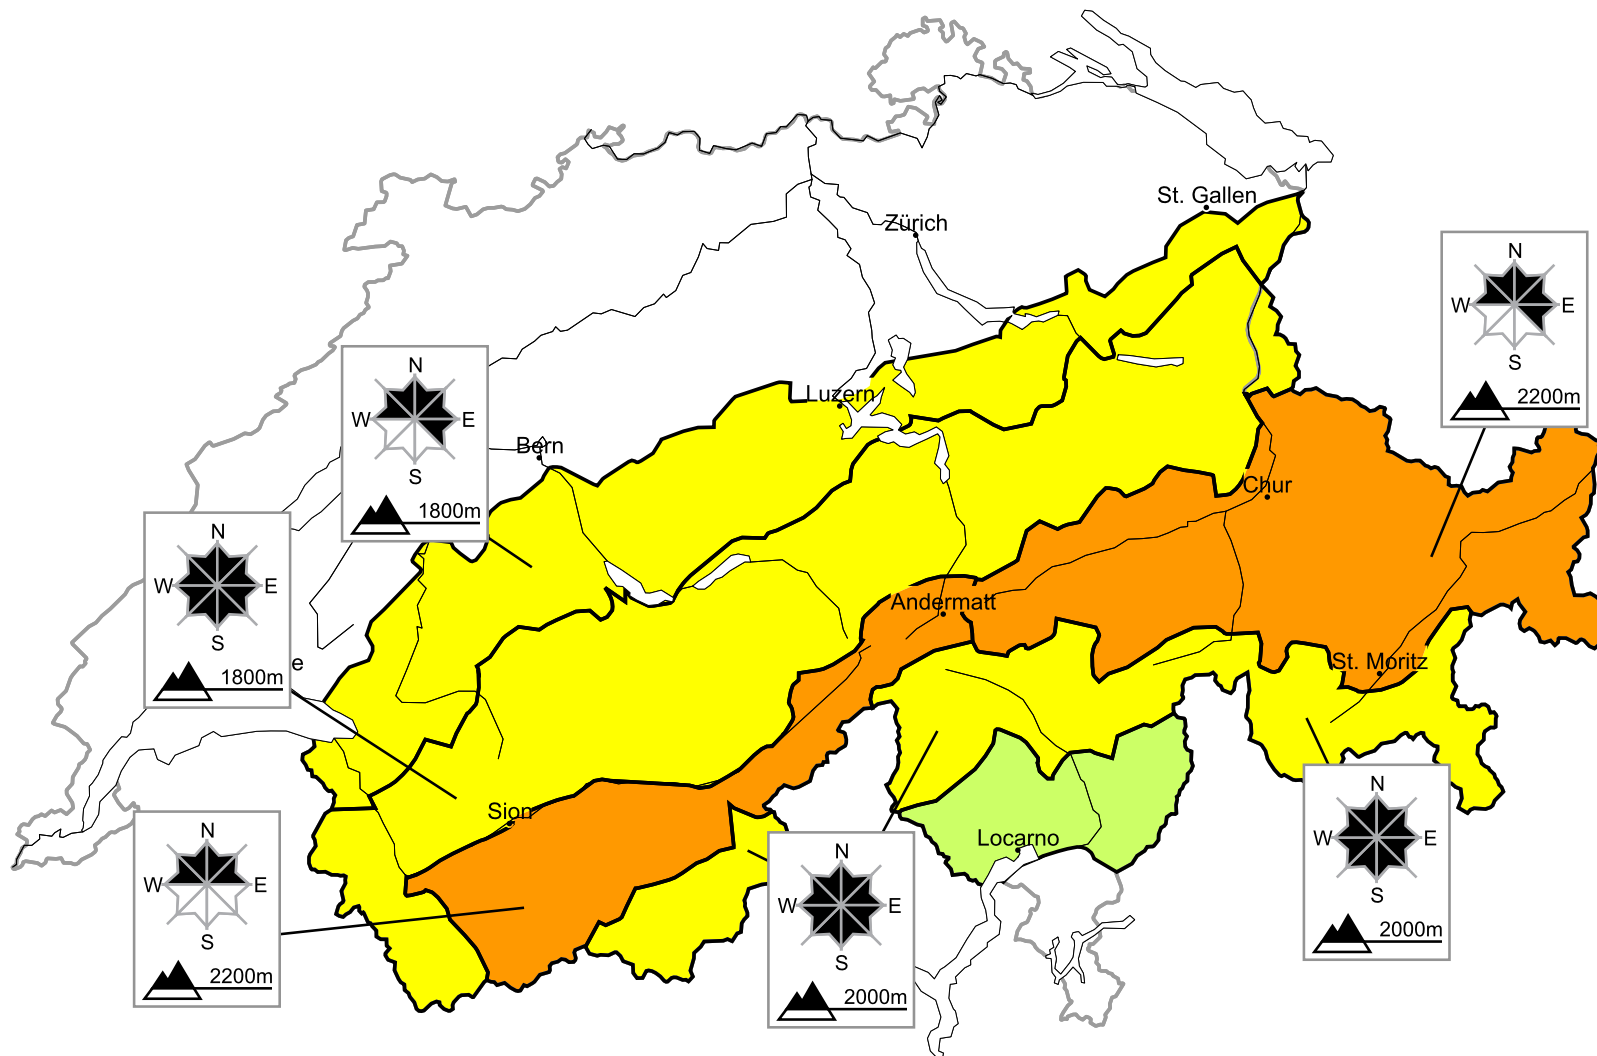 St. Gallen
Zürich
N
W E
S
2200m
N
W E
S
1800m
Luzern
Bern
Chur
N
W E
S
1800m
e
Andermatt
St. Moritz
N
W E
S
2200m
Sion
Locarno
N
W E
S
2000m
N
W E
S
2000m